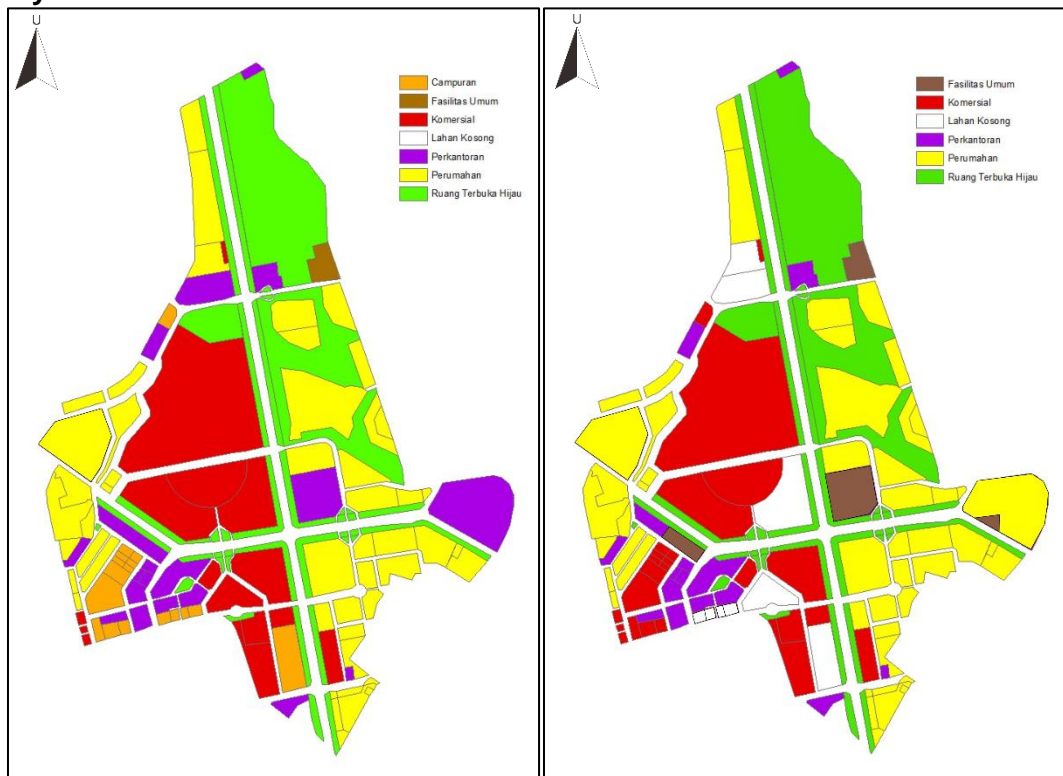 U
Campuran
Fasilitas Umum
Komersial
Lahan Kosong
Perkantoran
Perumahan
Ruang Terbuka Hijau
U
Fasilitas Umum
Komersial
Lahan Kosong
Perkantoran
Perumahan
Ruang Terbuka Hijau